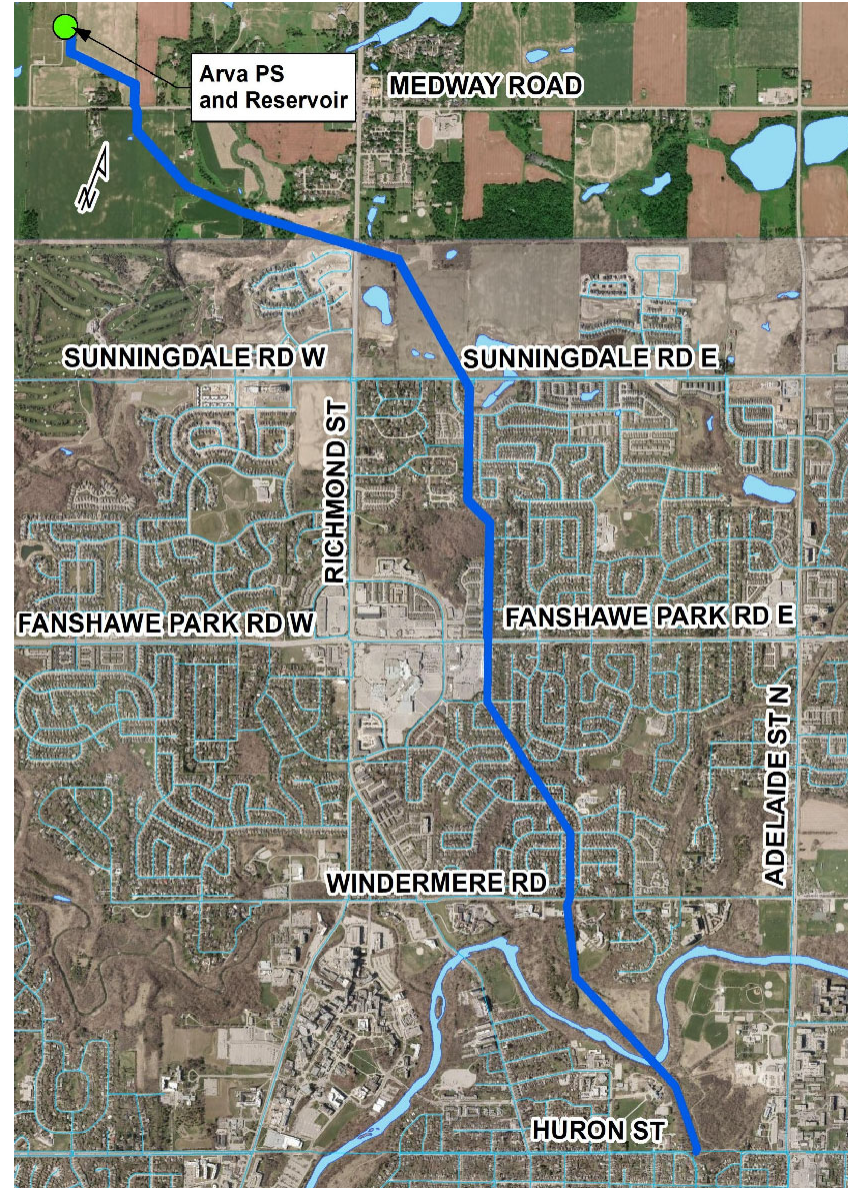 Arva PS
and Reservoir
MEDWAY ROAD
N
SUNNINGDALE RD W
SUNNINGDALE RD E
RICHMOND ST
FANSHAWE PARK RD W
FANSHAWE PARK RD E
ADELAIDE ST N
WINDERMERE RD
HURON ST